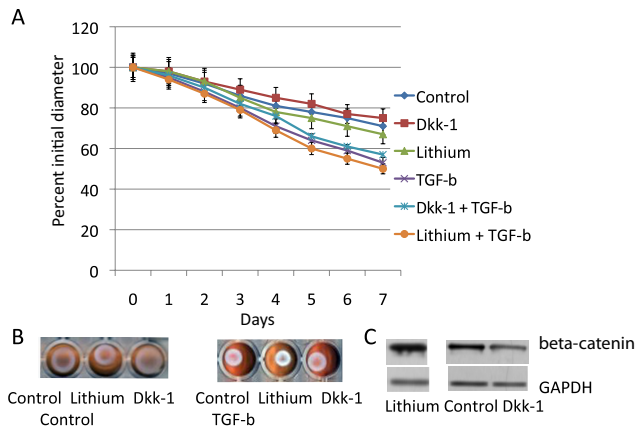 A
120
100
80
60
40
20
0
Percent initial diameter
0 1 2 3 4 5 6 7
Days
Control
Dkk-1
Lithium
TGF-b
Dkk-1 + TGF-b
Lithium + TGF-b
B
Control Lithium Dkk-1
Control
Control Lithium Dkk-1
TGF-b
C
beta-catenin
GAPDH
Lithium Control Dkk-1